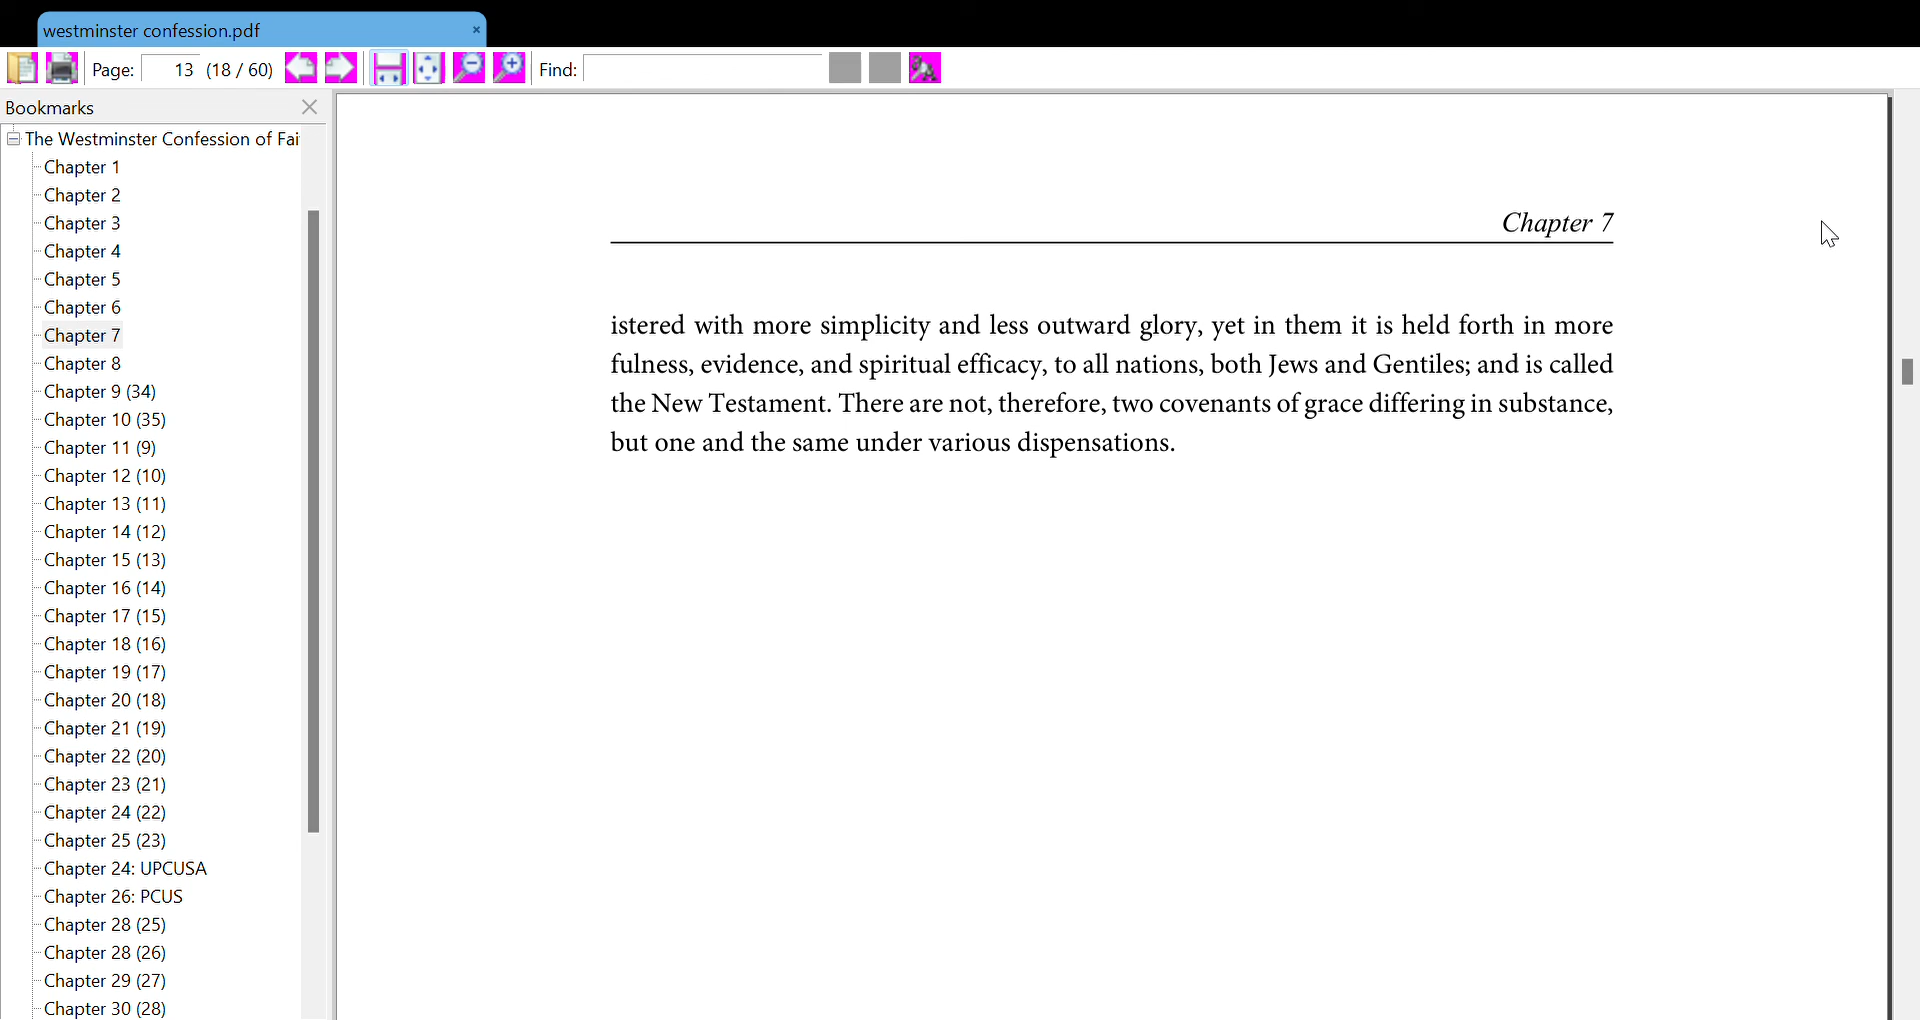 westminster confession.pdf
Page: 13 (18 / 60) Find:
Bookmarks
The Westminster Confession of Fai
Chapter 1
Chapter 2
Chapter 3
Chapter 4
Chapter 5
Chapter 6
Chapter 7
Chapter 8
Chapter 9 (34)
Chapter 10 (35)
Chapter 11 (9)
Chapter 12 (10)
Chapter 13 (11)
Chapter 14 (12)
Chapter 15 (13)
Chapter 16 (14)
Chapter 17 (15)
Chapter 18 (16)
Chapter 19 (17)
Chapter 20 (18)
Chapter 21 (19)
Chapter 22 (20)
Chapter 23 (21)
Chapter 24 (22)
Chapter 25 (23)
Chapter 24: UPCUSA
Chapter 26: PCUS
Chapter 28 (25)
Chapter 28 (26)
Chapter 29 (27)
Chapter 30 (28)
Chapter 7
istered with more simplicity and less outward glory, yet in them it is held forth in more
fulness, evidence, and spiritual efficacy, to all nations, both Jews and Gentiles; and is called
the New Testament. There are not, therefore, two covenants of grace differing in substance,
but one and the same under various dispensations.